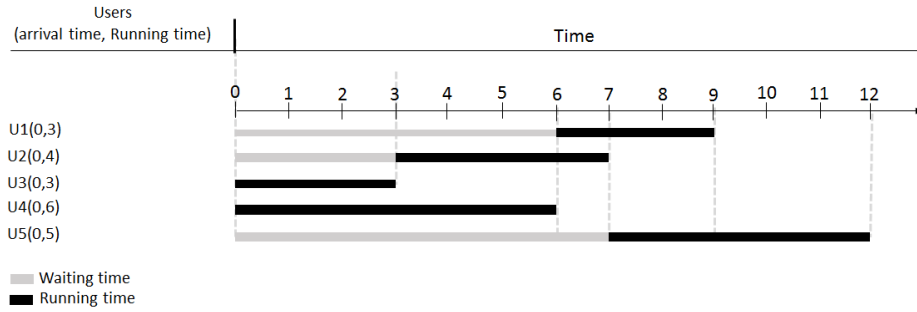 Users
(arrival time, Running time)
Time
0 1 2 3 4 5 6 7 8 9 10 11 12
U1(0,3)
U2(0,4)
U3(0,3)
U4(0,6)
U5(0,5)
Waiting time
Running time